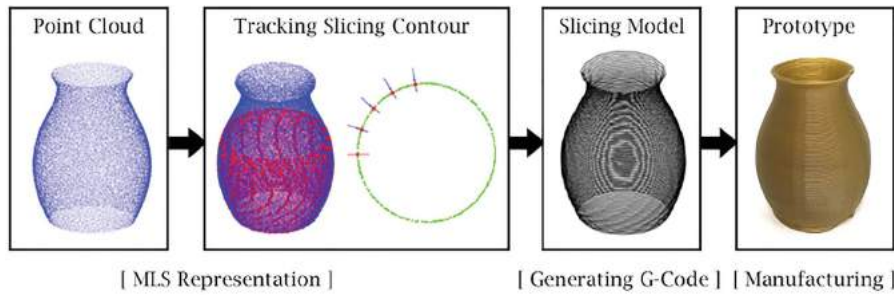 Point Cloud
Tracking Slicing Contour
Slicing Model
Prototype
[ MLS Representation ]
[ Generating G-Code ]
[ Manufacturing ]